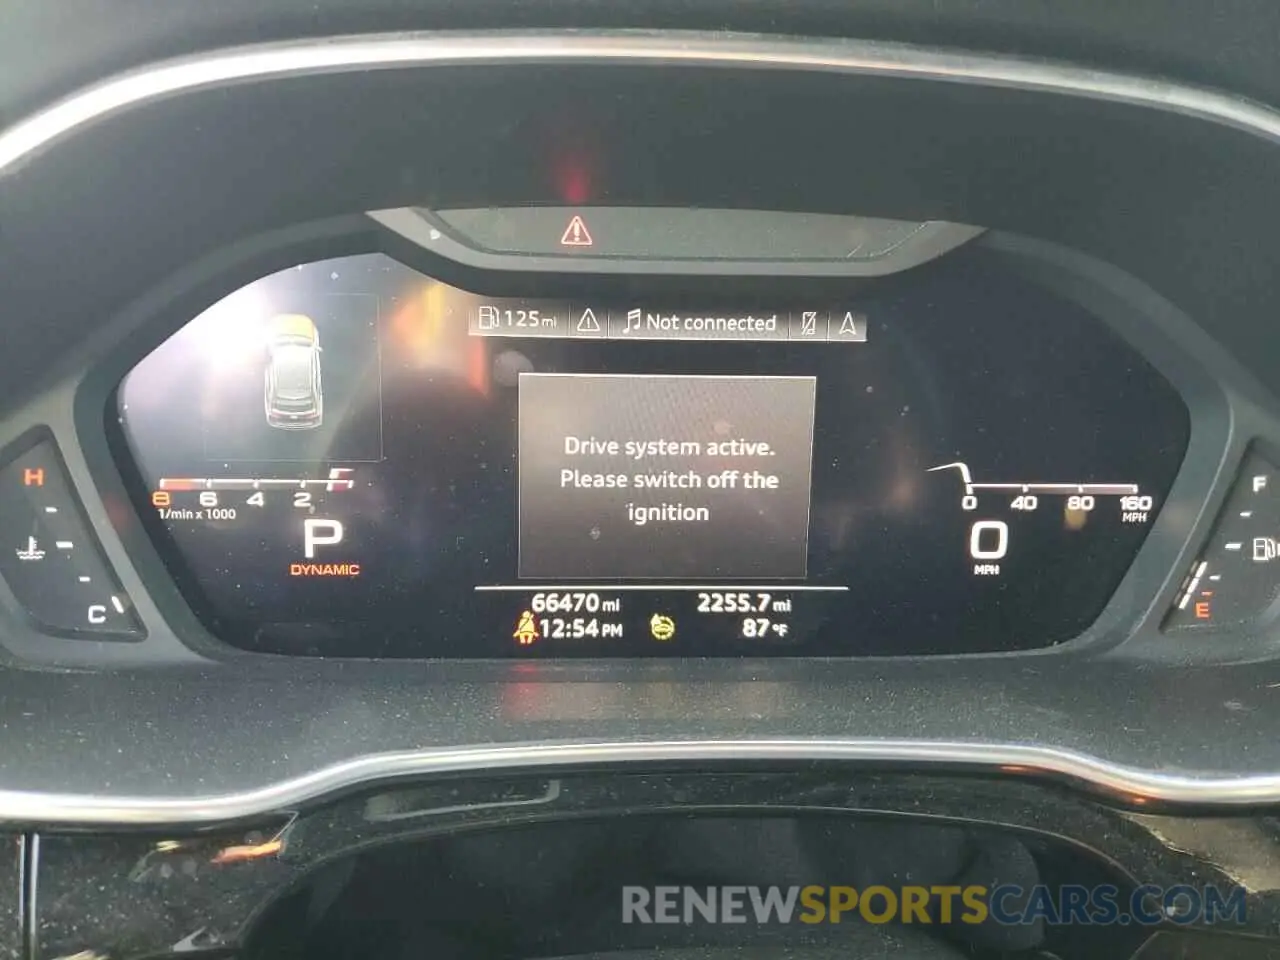 125 mi
Not connected
Drive system active.
Please switch off the
ignition
H
C
8 6 4 2
1/min x 1000
P
DYNAMIC
0 40 80 160
MPH
0
MPH
F
E
66470 mi
2255.7 mi
12:54 PM
87 °F
RENEWSPORTSCARS.COM